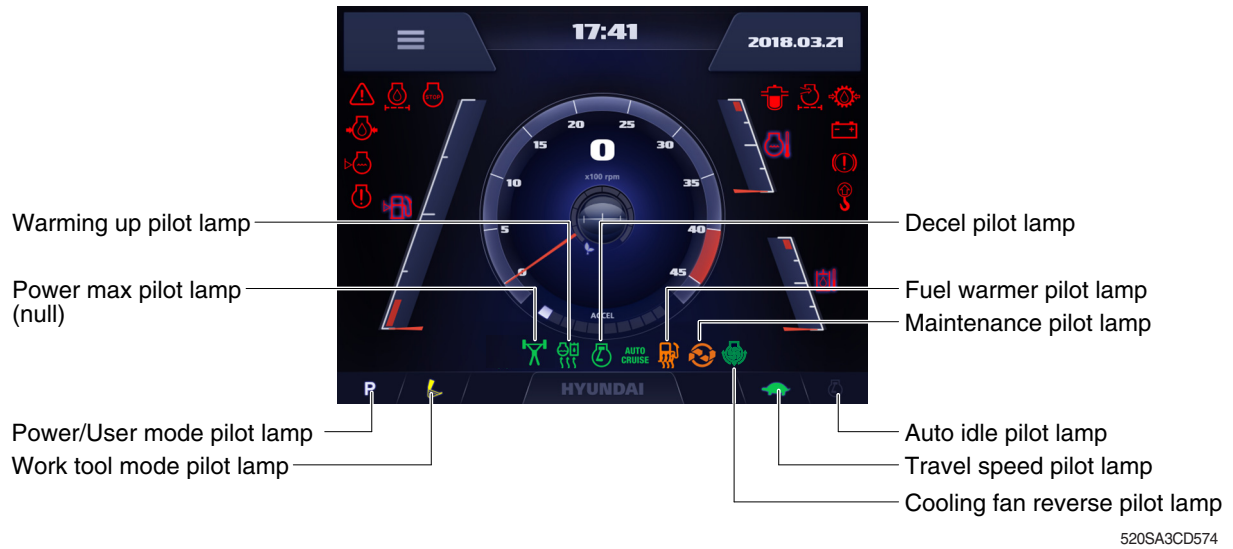 17:41
2018.03.21
STOP
20 25
15 30
0
x100 rpm
10 35
5 40
0 45
ACCEL
AUTO
CRUISE
P
HYUNDAI
Warming up pilot lamp
Power max pilot lamp
(null)
Power/User mode pilot lamp
Work tool mode pilot lamp
Decel pilot lamp
Fuel warmer pilot lamp
Maintenance pilot lamp
Auto idle pilot lamp
Travel speed pilot lamp
Cooling fan reverse pilot lamp
520SA3CD574